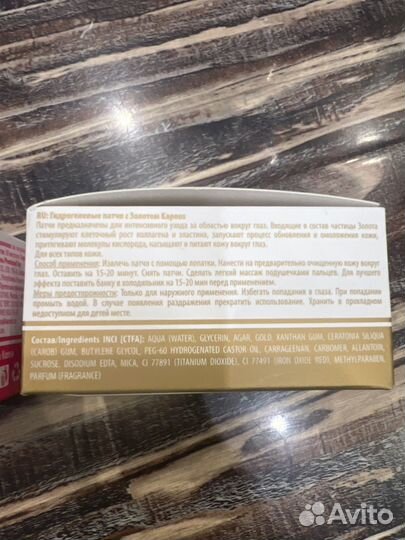 RU: Гидрогелевые патчи с Золотом Kapous
Патчи предназначены для интенсивного ухода за областью вокруг глаз. Входящие в состав частицы Золота
стимулируют клеточный рост коллагена и эластина, запускают процесс обновления и омоложения кожи,
притягивают молекулы кислорода, насыщают и питают кожу вокруг глаз.
Для всех типов кожи.
Способ применения: Извлечь патчи с помощью лопатки. Нанести на предварительно очищенную кожу вокруг
глаз. Оставить на 15-20 минут. Снять патчи. Сделать легкий массаж подушечками пальцев. Для лучшего
эффекта поставить банку в холодильник на 15-20 мин перед применением.
Меры предосторожности: Только для наружного применения. Избегать попадания в глаза. При попадании
промыть водой. В случае появления раздражения прекратить использование. Хранить в прохладном
недоступном для детей месте.
Состав/Ingredients INCI [CTFA]: AQUA (WATER), GLYCERIN, AGAR, GOLD, XANTHAN GUM, CERATONIA SILIQUA
(CAROB) GUM, BUTYLENE GLYCOL, PEG-60 HYDROGENATED CASTOR OIL, CARRAGEENAN, CARBOMER, ALLANTOIN,
SUCROSE, DISODIUM EDTA, MICA, CI 77891 (TITANIUM DIOXIDE), CI 77491 (IRON OXIDE RED), METHYLPARABEN,
PARFUM (FRAGRANCE)
Avito